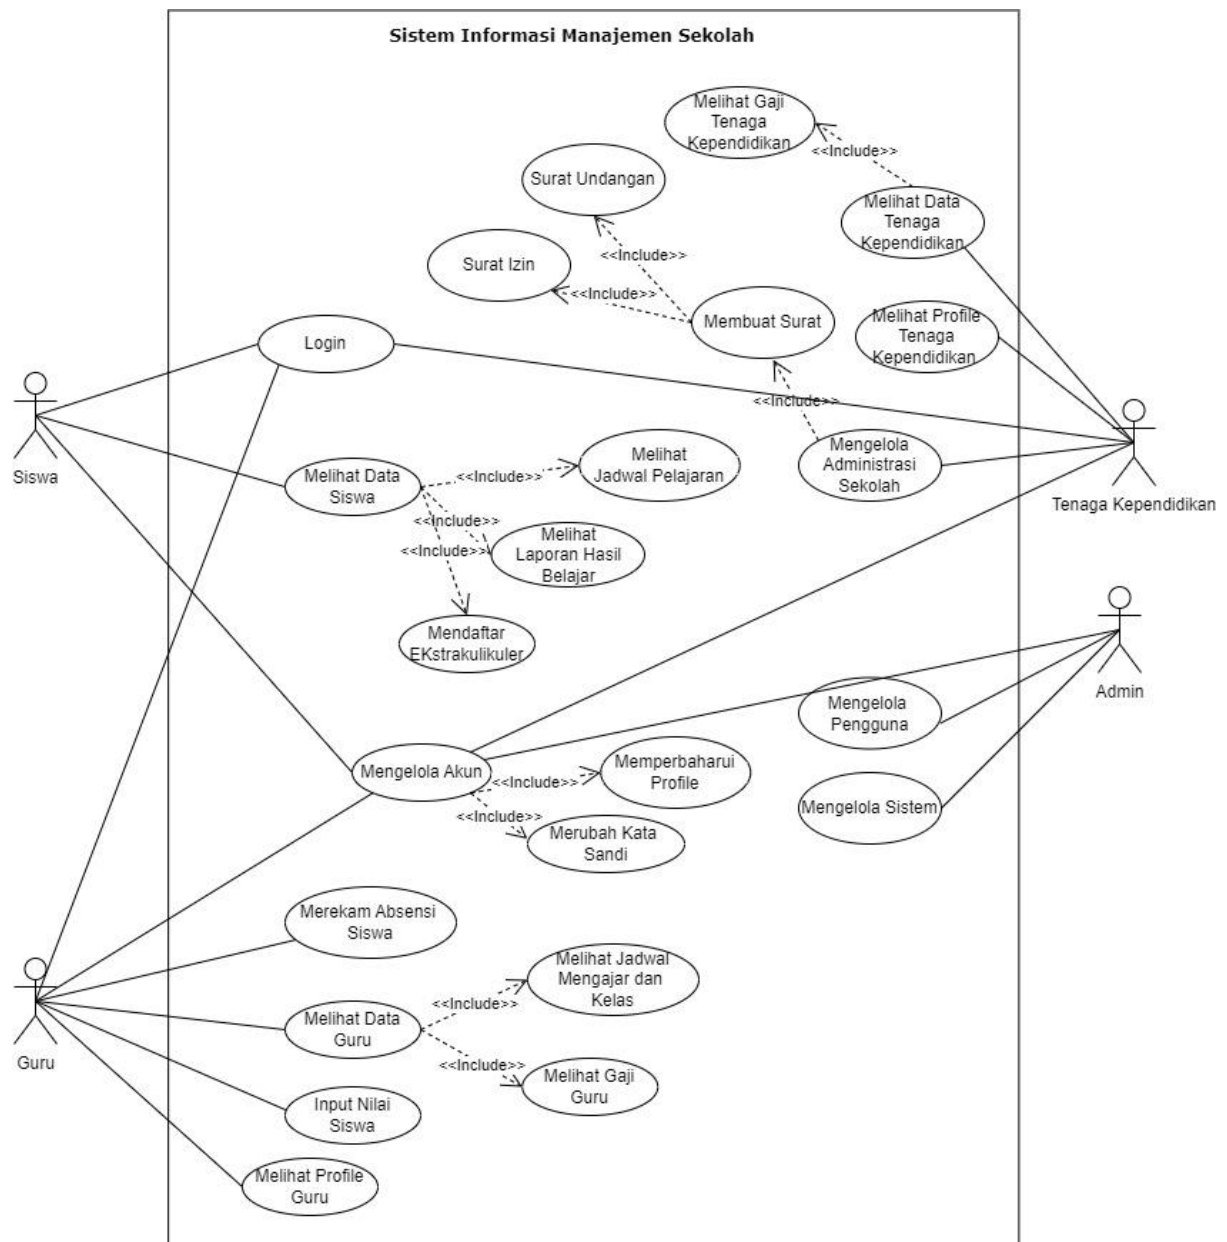 Sistem Informasi Manajemen Sekolah
Melihat Gaji
Tenaga
Kependidikan
<<Include>>
Surat Undangan
Melihat Data
Tenaga
Kependidikan
<<Include>>
Surat Izin
<<Include>>
Membuat Surat
Melihat Profile
Tenaga
Kependidikan
Login
<<Include>>
Siswa
Mengelola
Administrasi
Sekolah
Tenaga Kependidikan
Melihat Data
Siswa
<<Include>>
Melihat
Jadwal Pelajaran
<<Include>>
<<Include>>
Melihat
Laporan Hasil
Belajar
Mendaftar
EKstrakulikuler
Admin
Mengelola
Pengguna
Mengelola Akun
<<Include>>
Memperbaharui
Profile
<<Include>>
Merubah Kata
Sandi
Mengelola Sistem
Merekam Absensi
Siswa
Melihat Jadwal
Mengajar dan
Kelas
<<Include>>
Melihat Data
Guru
Guru
<<Include>>
Melihat Gaji
Guru
Input Nilai
Siswa
Melihat Profile
Guru